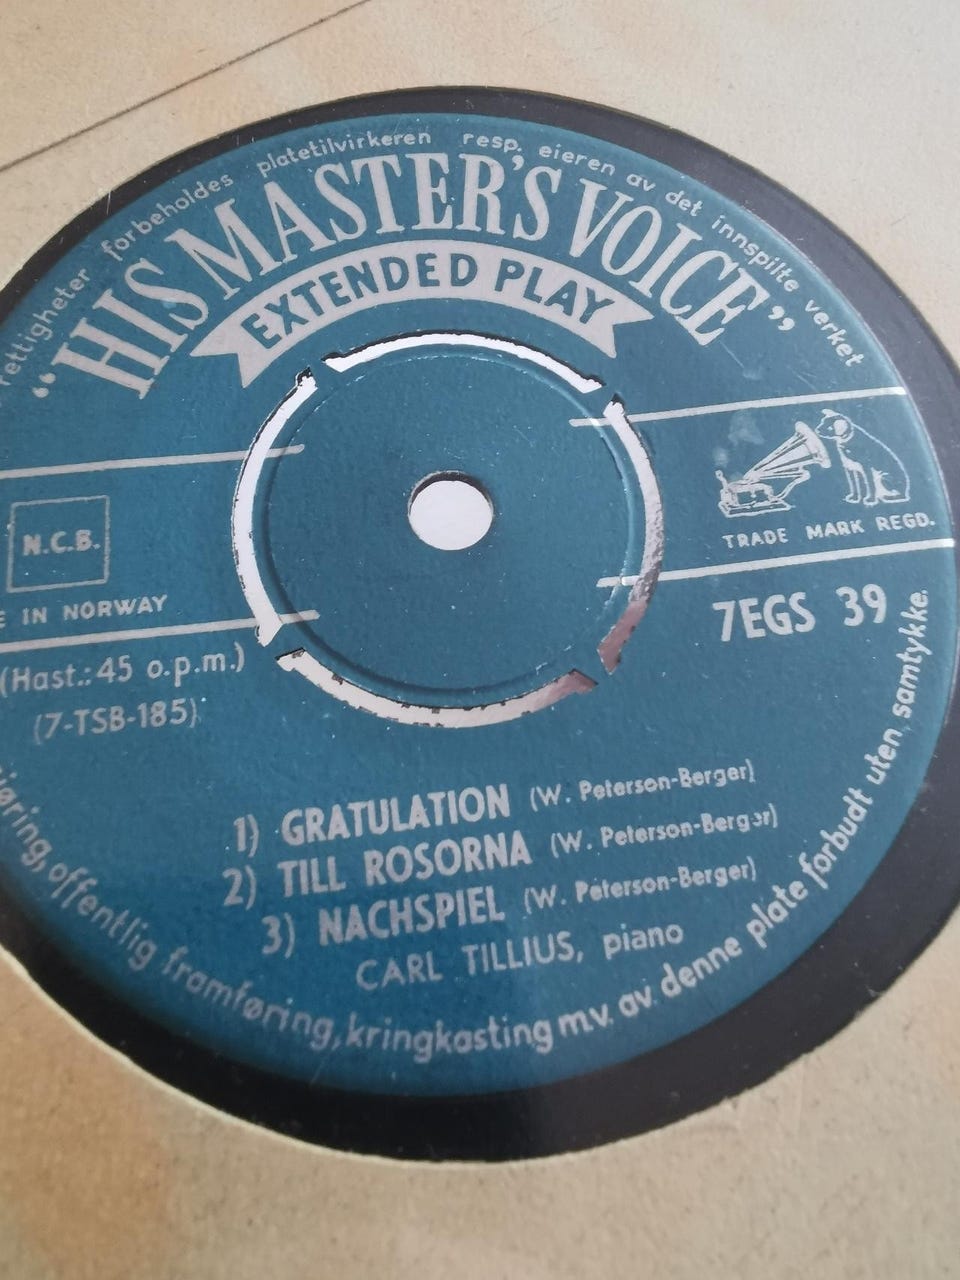 rettigheter forbeholdes platetilvirkeren resp. eieren av det innspilte verket
"HIS MASTER'S VOICE"
EXTENDED PLAY
N.C.B.
IN NORWAY
TRADE MARK REGD.
(Hast.: 45 o.p.m.)
(7-TSB-185)
7EGS 39
1) GRATULATION (W. Peterson-Berger)
2) TILL ROSORNA (W. Peterson-Berger)
3) NACHSPIEL (W. Peterson-Berger)
CARL TILLIUS, piano
offentlig framføring, kringkasting m.v. av denne plate forbudt uten samtykke.